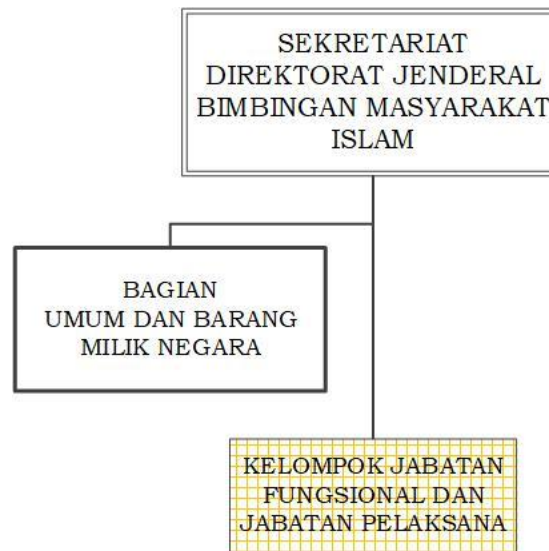 SEKRETARIAT
DIREKTORAT JENDERAL
BIMBINGAN MASYARAKAT
ISLAM
BAGIAN
UMUM DAN BARANG
MILIK NEGARA
KELOMPOK JABATAN
FUNGSIONAL DAN
JABATAN PELAKSANA